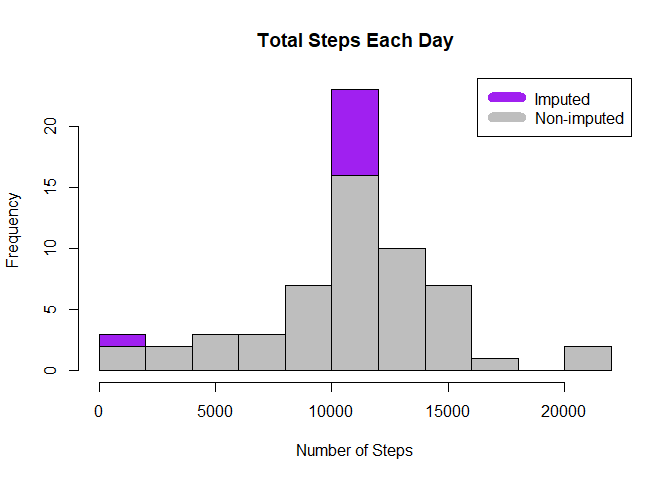 Total Steps Each Day
Imputed
Non-imputed
Frequency
20
15
10
5
0
0 5000 10000 15000 20000
Number of Steps